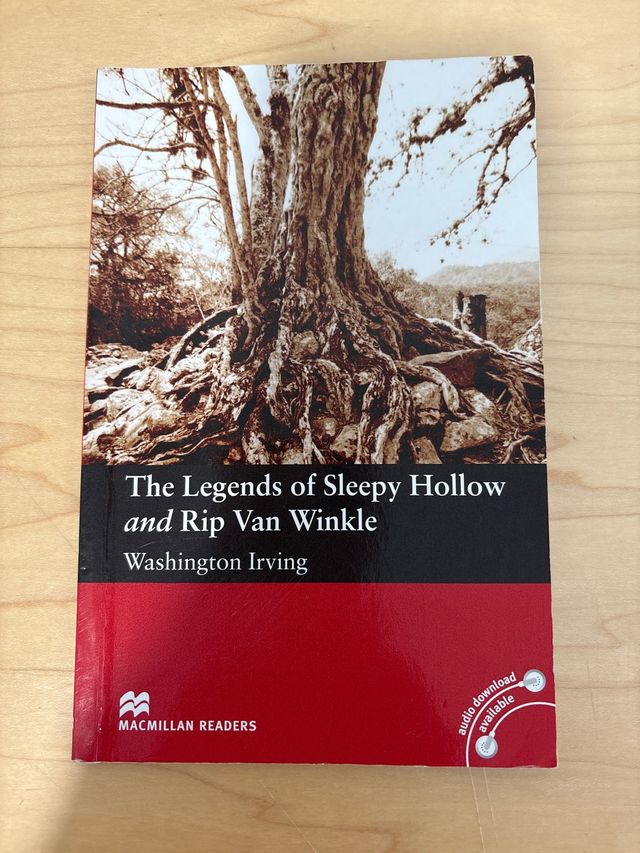 The Legends of Sleepy Hollow
and Rip Van Winkle
Washington Irving
MACMILLAN READERS
audio download
available